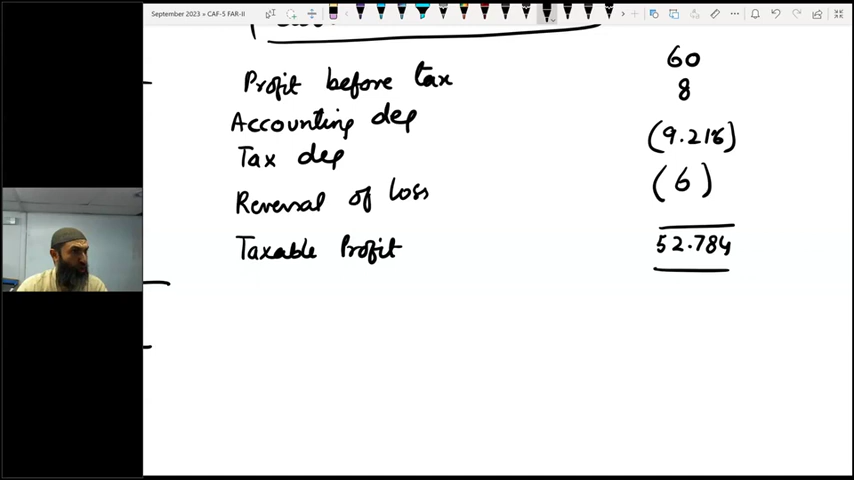 September 2023 » CAF-5 FAR-II
Profit before tax 60
Accounting dep 8
Tax dep (9.216)
Reversal of loss (6)
Taxable Profit 52.784